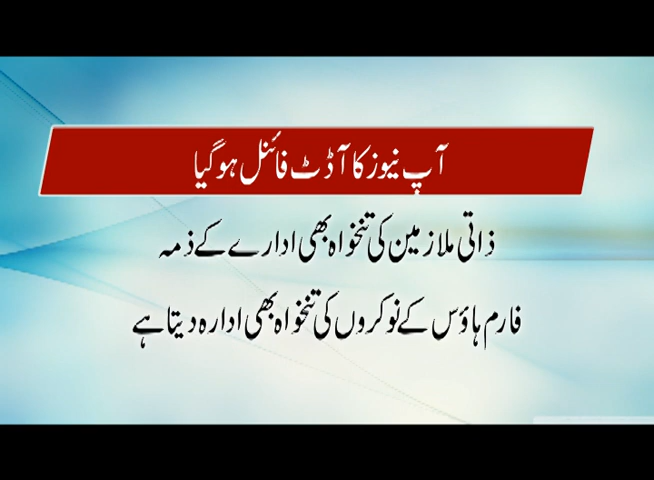 آپ نیوز کا آڈٹ فائنل ہوگیا
ذاتی ملازمین کی تنخواہ بھی ادارے کے ذمہ
فارم ہاؤس کے نوکروں کی تنخواہ بھی ادارہ دیتا ہے